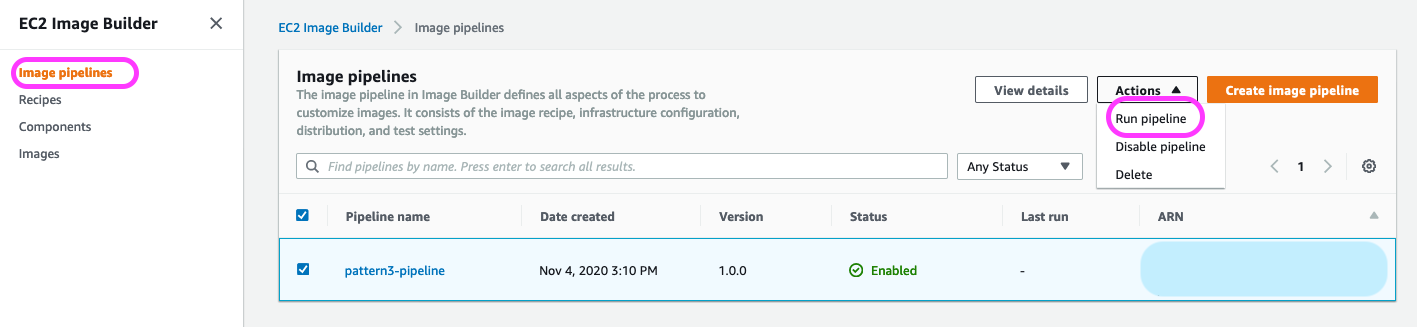 EC2 Image Builder
Image pipelines
Recipes
Components
Images
EC2 Image Builder > Image pipelines
Image pipelines
The image pipeline in Image Builder defines all aspects of the process to
customize images. It consists of the image recipe, infrastructure configuration,
distribution, and test settings.
View details
Actions
Create image pipeline
Run pipeline
Disable pipeline
Delete
Find pipelines by name. Press enter to search all results.
Any Status
1
Pipeline name Date created Version Status Last run ARN
pattern3-pipeline Nov 4, 2020 3:10 PM 1.0.0 Enabled -